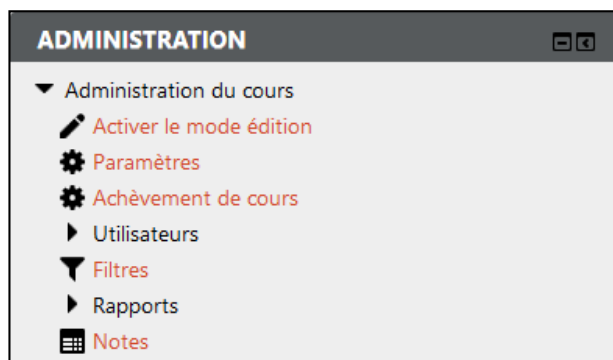 ADMINISTRATION
Administration du cours
Activer le mode édition
Paramètres
Achèvement de cours
Utilisateurs
Filtres
Rapports
Notes